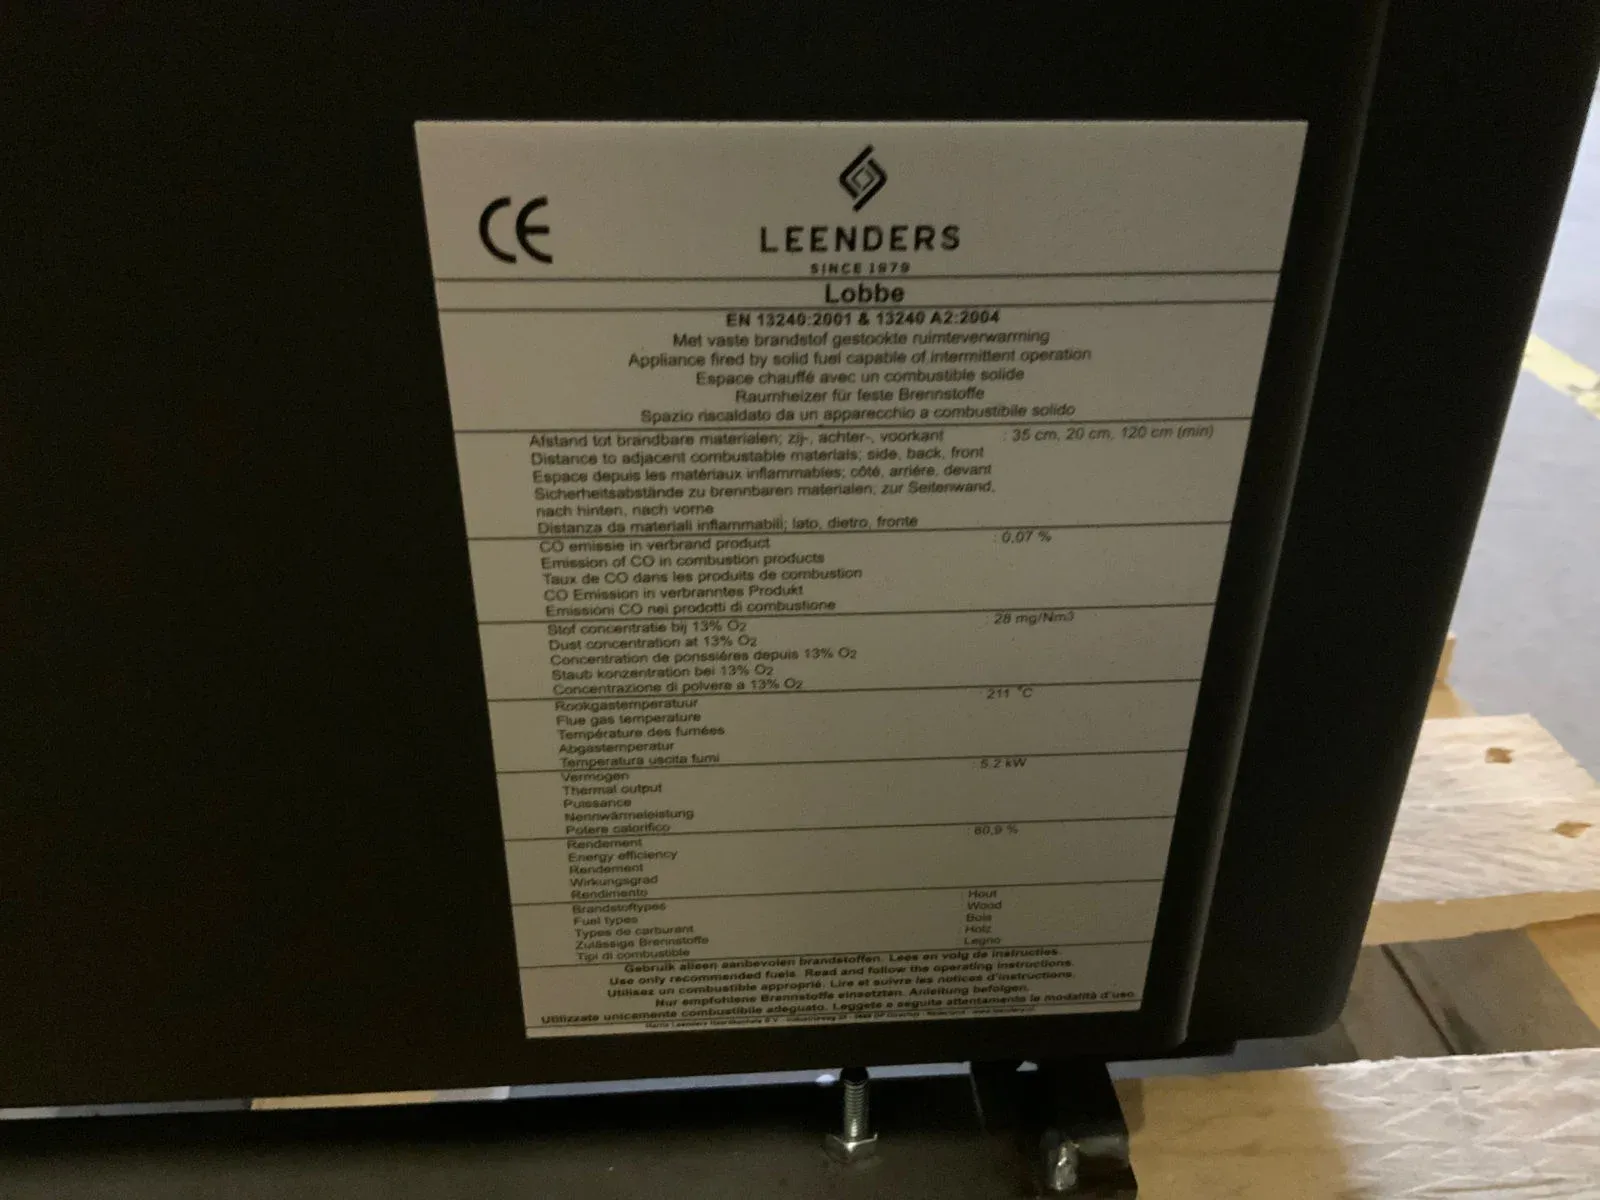 CE
LEENDERS
SINCE 1979
Lobbe
EN 13240:2001 & 13240 A2:2004
Met vaste brandstof gestookte ruimteverwarming
Appliance fired by solid fuel capable of intermittent operation
Espace chauffé avec un combustible solide
Raumheizer für feste Brennstoffe
Spazio riscaldato da un apparecchio a combustibile solido
Afstand tot brandbare materialen; zij-, achter-, voorkant : 35 cm, 20 cm, 120 cm (min)
Distance to adjacent combustable materials; side, back, front
Espace depuis les matériaux inflammables; côté, arriére, devant
Sicherheitsabstände zu brennbaren materialen; zur Seitenwand,
nach hinten, nach vorne
Distanza da materiali inflammabili; lato, dietro, fronte
CO emissie in verbrand product : 0,07 %
Emission of CO in combustion products
Taux de CO dans les produits de combustion
CO Emission in verbranntes Produkt
Emissioni CO nei prodotti di combustione
Stof concentratie bij 13% O2 : 28 mg/Nm3
Dust concentration at 13% O2
Concentration de ponssiéres depuis 13% O2
Staub konzentration bei 13% O2
Concentrazione di polvere a 13% O2
Rookgastemperatuur : 211 °C
Flue gas temperature
Température des fumées
Abgastemperatur
Temperatura uscita fumi
Vermogen : 5,2 kW
Thermal output
Puissance
Nennwärmeleistung
Potere calorifico
Rendement : 80,9 %
Energy efficiency
Rendement
Wirkungsgrad
Rendimento
Brandstoftypes : Hout
Fuel types Wood
Types de carburant Bois
Zulässige Brennstoffe Holz
Tipi di combustible Legno
Gebruik alleen aanbevolen brandstoffen. Lees en volg de instructies.
Use only recommended fuels. Read and follow the operating instructions.
Utilisez un combustible approprié. Lire et suivre les notices d'instructions.
Nur empfohlene Brennstoffe einsetzten. Anleitung befolgen.
Utilizzate unicamente combustibile adeguato. Leggete e seguite attentamente le modalità d'uso.
Harrie Leenders Haardkachels B.V.